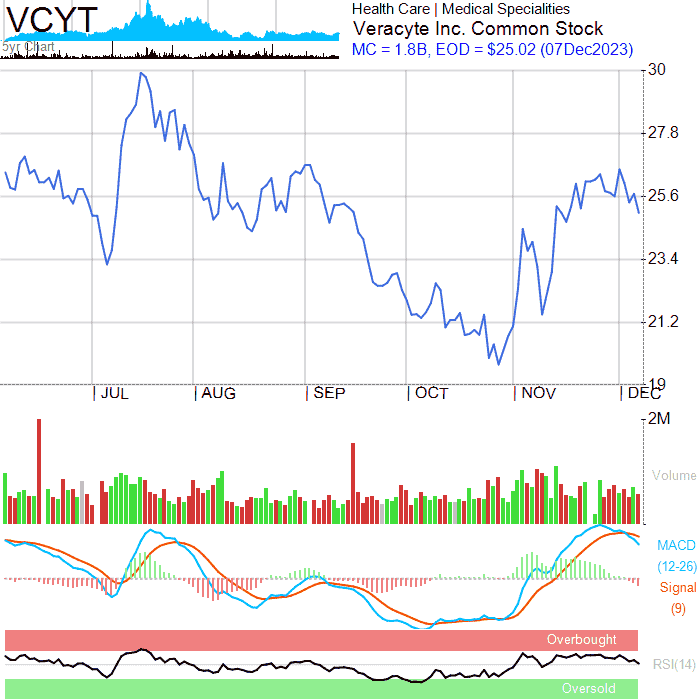 VCYT
5yr Chart
Health Care | Medical Specialities
Veracyte Inc. Common Stock
MC = 1.8B, EOD = $25.02 (07Dec2023)
30
27.8
25.6
23.4
21.2
19
JUL AUG SEP OCT NOV DEC
2M
Volume
MACD
(12-26)
Signal
(9)
Overbought
RSI(14)
Oversold